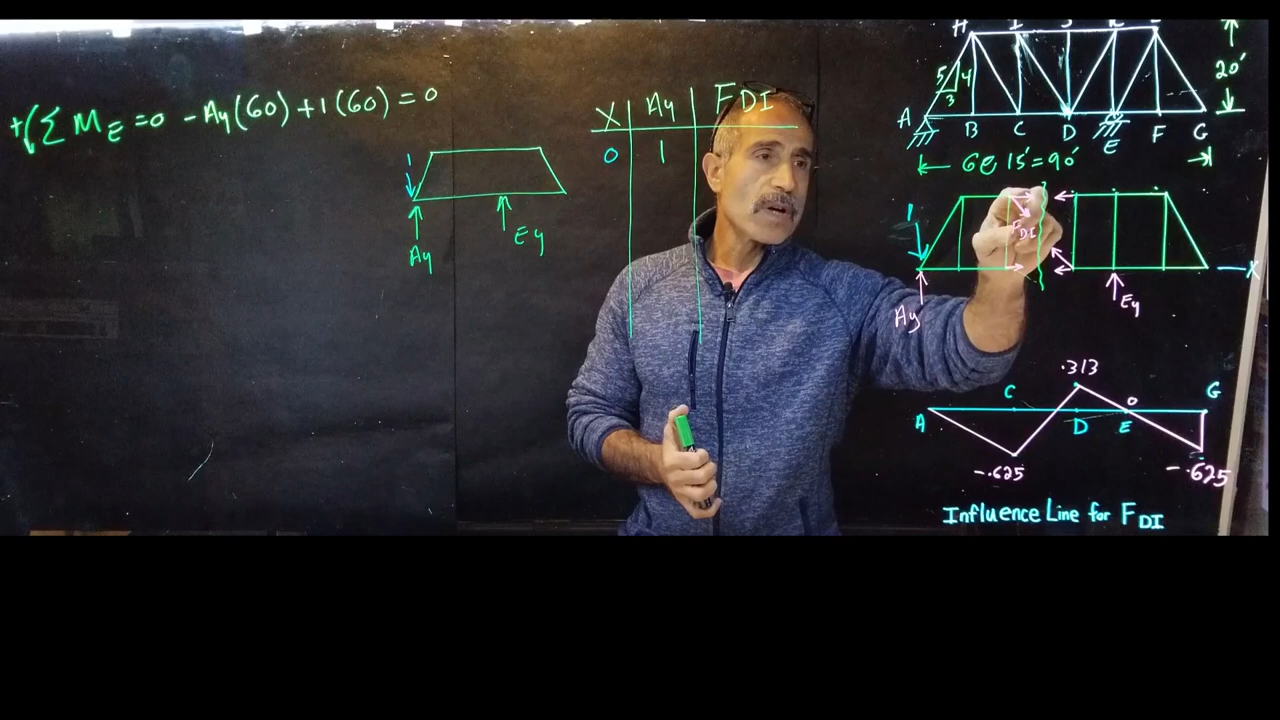 + Σ M_E = 0 - Ay(60) + 1(60) = 0
1
Ay
Ey
X Ay FDI
0 1
H I
5 4
3
20'
A B C D E F G
6@ 15' = 90'
1
FDI
X
Ay
Ey
.313
C 0 G
A D E
-.625 -.625
Influence Line for FDI